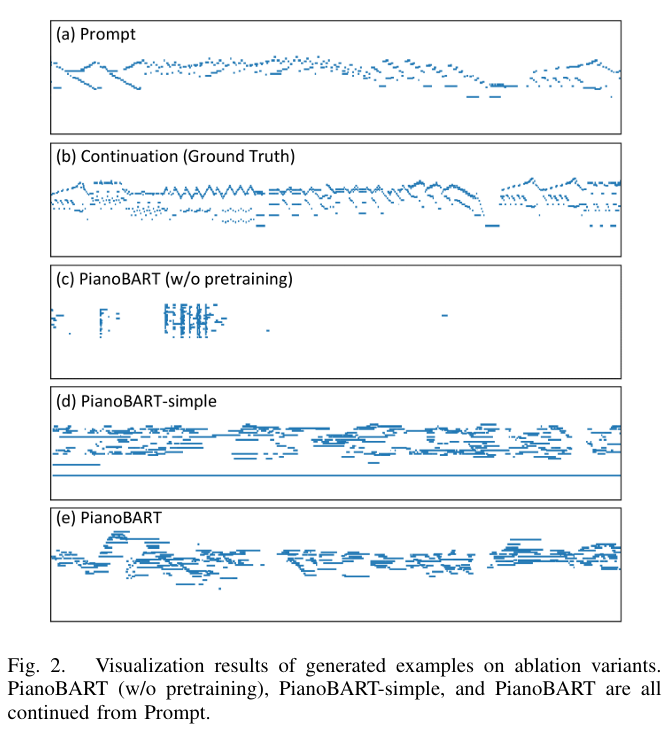 (a) Prompt
(b) Continuation (Ground Truth)
(c) PianoBART (w/o pretraining)
(d) PianoBART-simple
(e) PianoBART
Fig. 2. Visualization results of generated examples on ablation variants.
PianoBART (w/o pretraining), PianoBART-simple, and PianoBART are all
continued from Prompt.